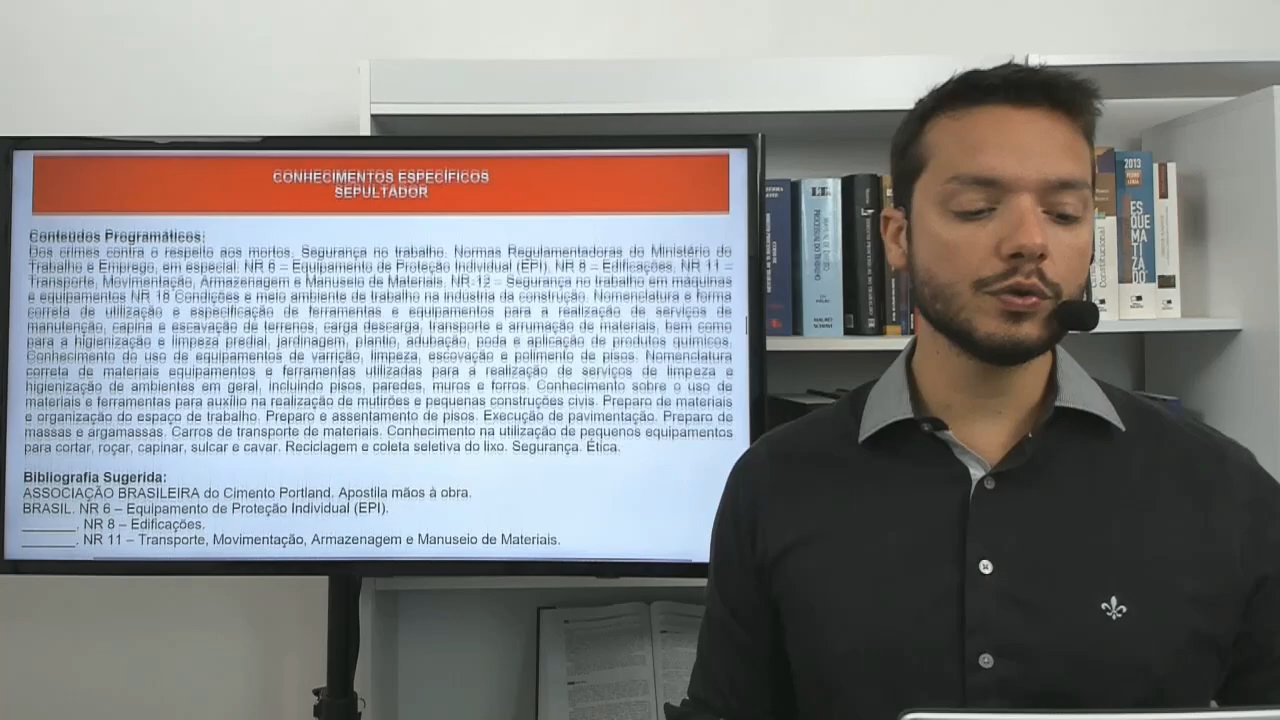 CONHECIMENTOS ESPECÍFICOS
SEPULTADOR
Conteúdos Programáticos:
Dos crimes contra o respeito aos mortos. Segurança no trabalho. Normas Regulamentadoras do Ministério do
Trabalho e Emprego, em especial: NR 6 – Equipamento de Proteção Individual (EPI). NR 8 – Edificações. NR 11 –
Transporte, Movimentação, Armazenagem e Manuseio de Materiais. NR-12 – Segurança no trabalho em máquinas
e equipamentos NR 18 Condições e meio ambiente de trabalho na indústria da construção. Nomenclatura e forma
correta de utilização e especificação de ferramentas e equipamentos para a realização de serviços de
manutenção, capina e escavação de terrenos, carga descarga, transporte e arrumação de materiais, bem como
para a higienização e limpeza predial, jardinagem, plantio, adubação, poda e aplicação de produtos químicos.
Conhecimento do uso de equipamentos de varrição, limpeza, escovação e polimento de pisos. Nomenclatura
correta de materiais equipamentos e ferramentas utilizadas para a realização de serviços de limpeza e
higienização de ambientes em geral, incluindo pisos, paredes, muros e forros. Conhecimento sobre o uso de
materiais e ferramentas para auxílio na realização de mutirões e pequenas construções civis. Preparo de materiais
e organização do espaço de trabalho. Preparo e assentamento de pisos. Execução de pavimentação. Preparo de
massas e argamassas. Carros de transporte de materiais. Conhecimento na utilização de pequenos equipamentos
para cortar, roçar, capinar, sulcar e cavar. Reciclagem e coleta seletiva do lixo. Segurança. Ética.
Bibliografia Sugerida:
ASSOCIAÇÃO BRASILEIRA do Cimento Portland. Apostila mãos à obra.
BRASIL. NR 6 – Equipamento de Proteção Individual (EPI).
_______. NR 8 – Edificações.
_______. NR 11 – Transporte, Movimentação, Armazenagem e Manuseio de Materiais.
LTR
PROCESSO DO TRABALHO
MAURO SCHIAVI
2013
PEDRO LENZA
ESQUEMATIZADO
Constitucional